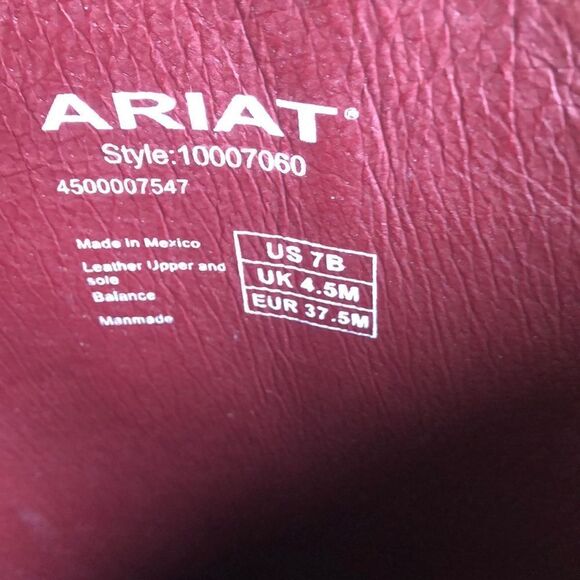 ARIAT®
Style:10007060
4500007547
Made in Mexico
Leather Upper and
sole
Balance
Manmade
US 7B
UK 4.5M
EUR 37.5M